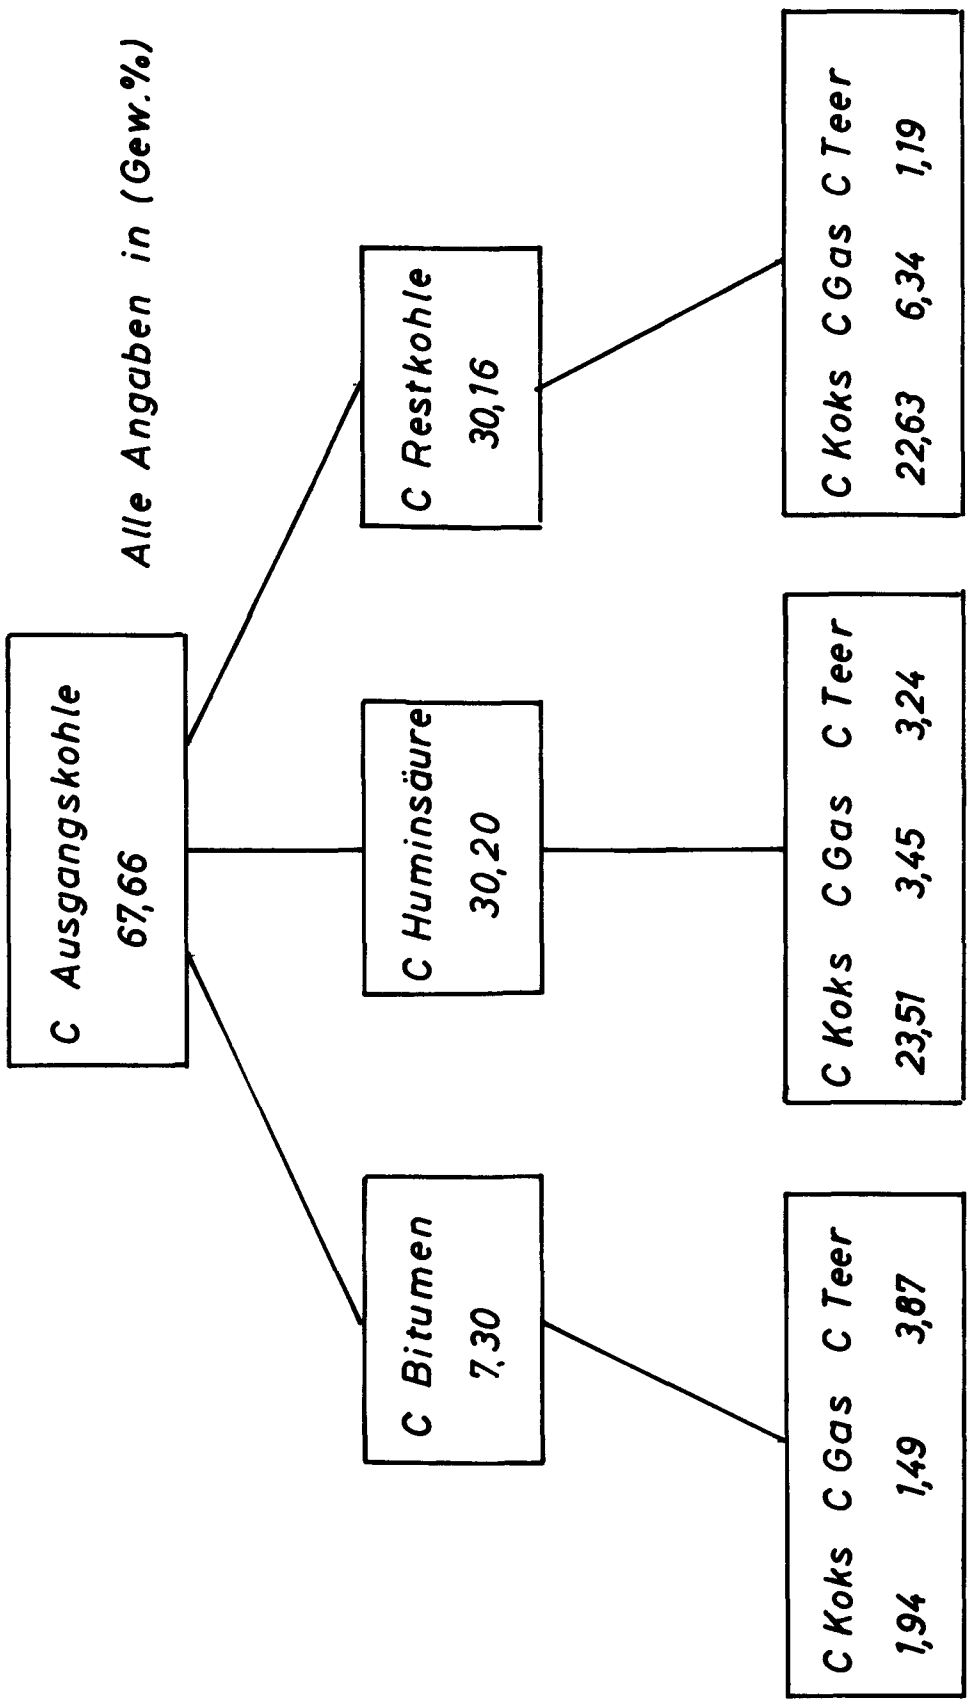 C Ausgangskohle
67,66
Alle Angaben in (Gew.%)
C Bitumen
7,30
C Huminsäure
30,20
C Restkohle
30,16
C Koks C Gas C Teer
1,94 1,49 3,87
C Koks C Gas C Teer
23,51 3,45 3,24
C Koks C Gas C Teer
22,63 6,34 1,19